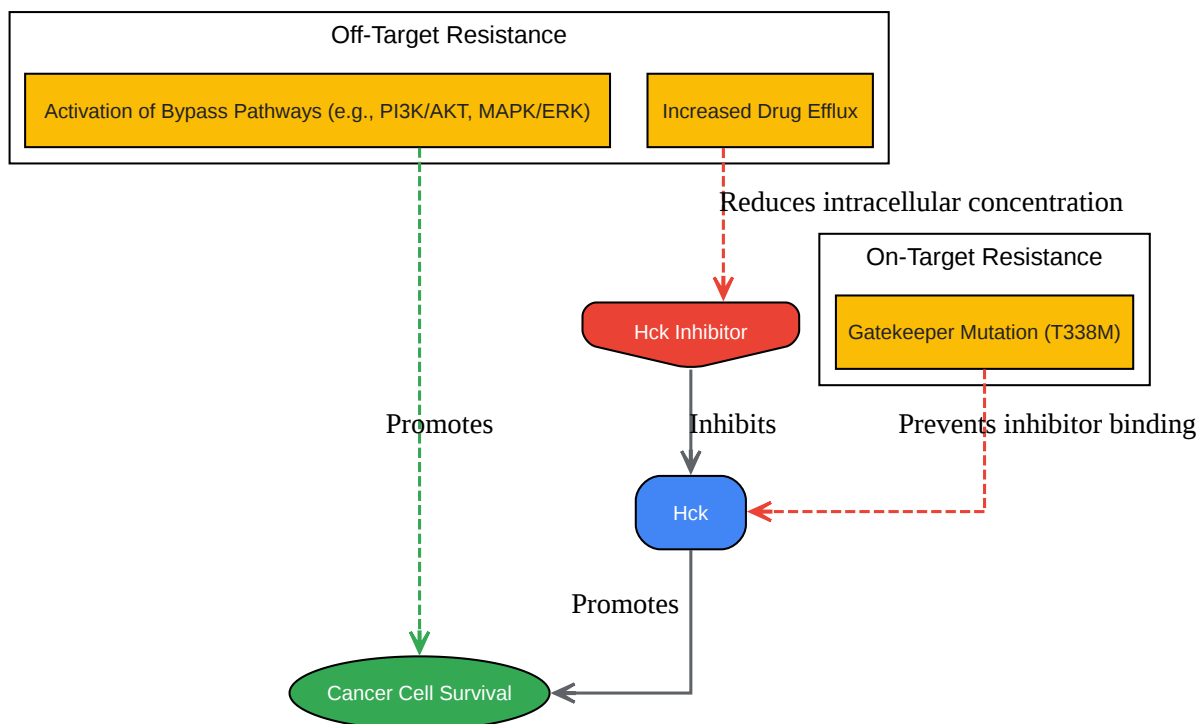 Off-Target Resistance
Activation of Bypass Pathways (e.g., PI3K/AKT, MAPK/ERK)
Increased Drug Efflux
Reduces intracellular concentration
On-Target Resistance
Hck Inhibitor
Gatekeeper Mutation (T338M)
Promotes
Inhibits
Prevents inhibitor binding
Hck
Promotes
Cancer Cell Survival